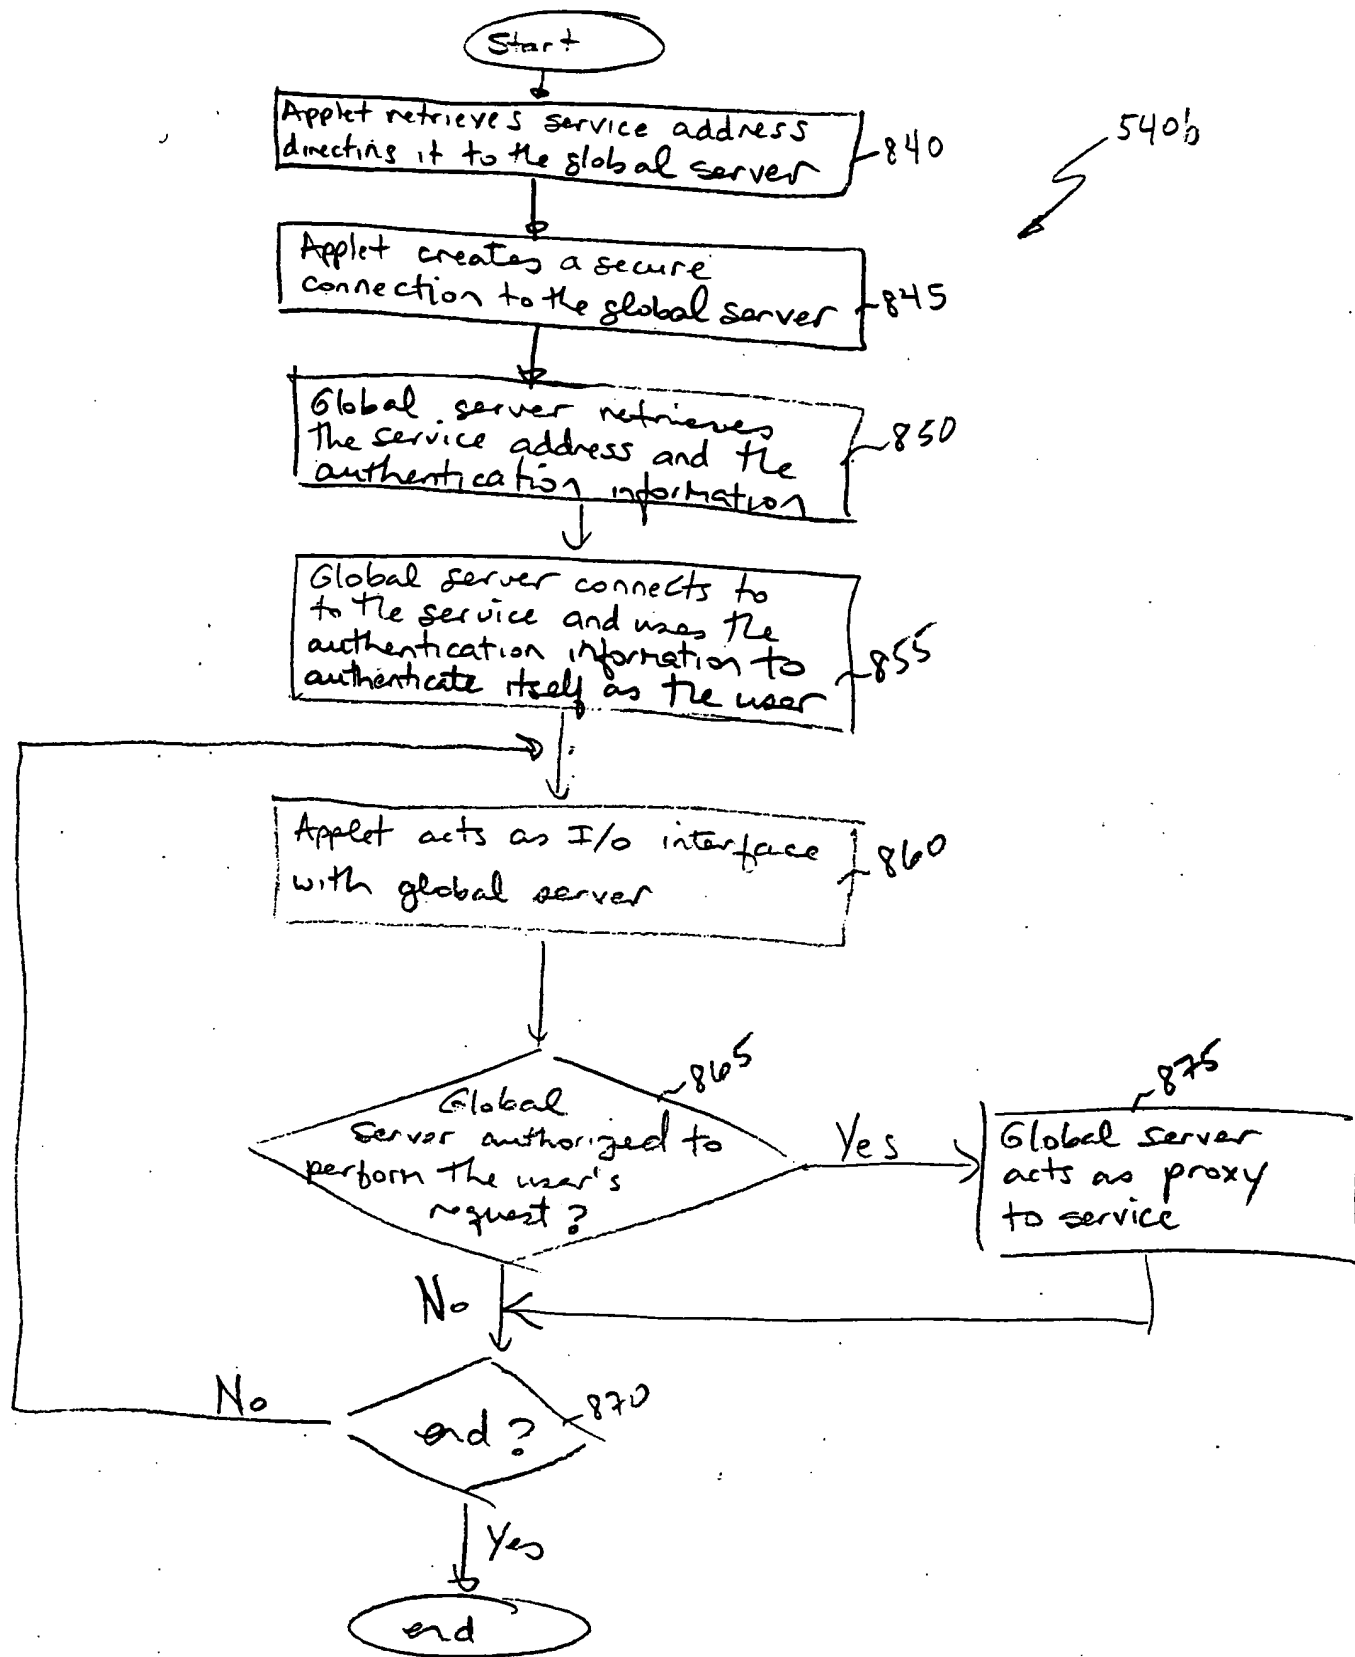 Start
Applet retrieves service address
directing it to the global server
840
540b
Applet creates a secure
connection to the global server
845
Global server retrieves
the service address and the
authentication information
850
Global server connects to
to the service and uses the
authentication information to
authenticate itself as the user
855
Applet acts as I/O interface
with global server
860
865
Global
server authorized to
perform the user's
request?
Yes
875
Global server
acts as proxy
to service
No
No
end?
870
Yes
end